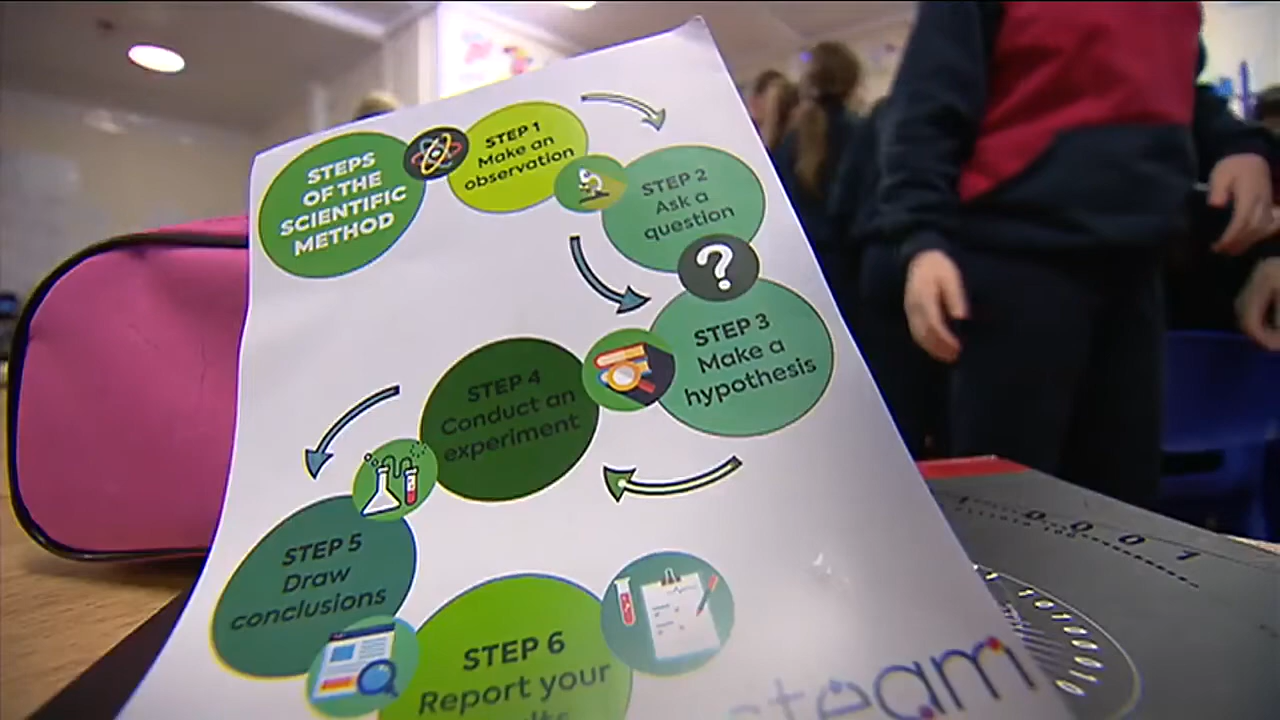 STEPS
OF THE
SCIENTIFIC
METHOD
STEP 1
Make an
observation
STEP 2
Ask a
question
?
STEP 3
Make a
hypothesis
STEP 4
Conduct an
experiment
STEP 5
Draw
conclusions
STEP 6
Report your
steam